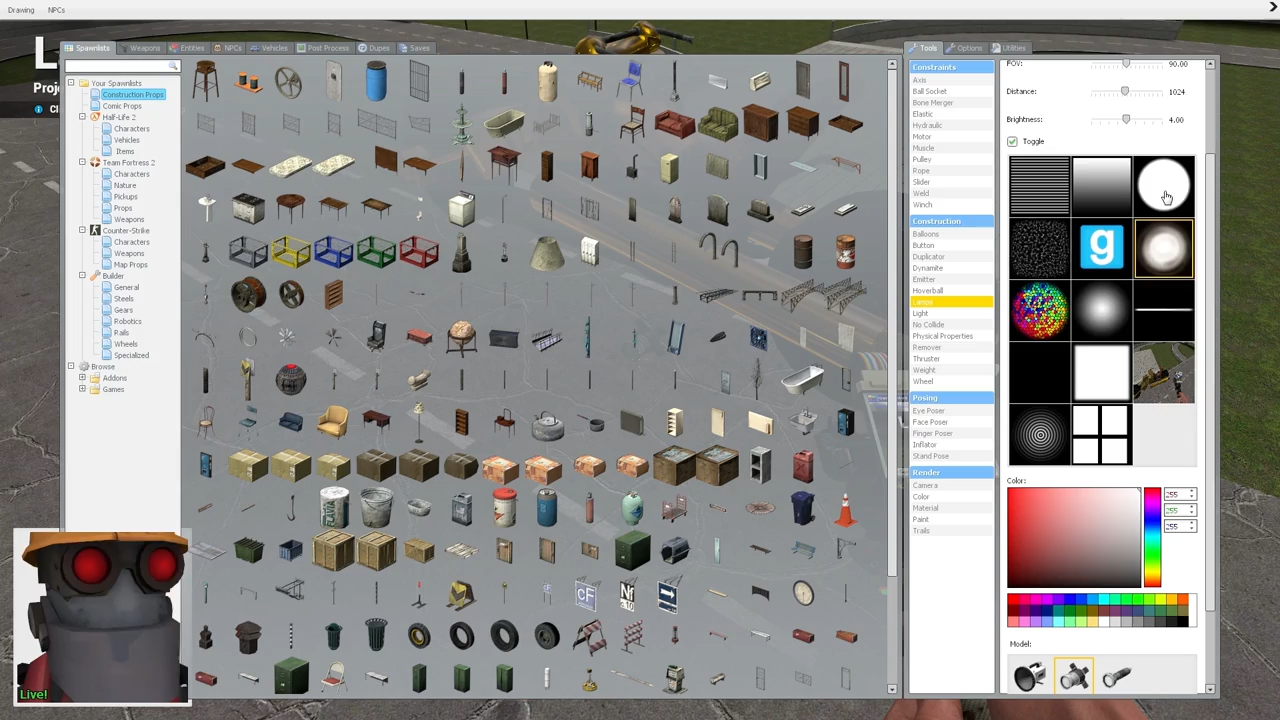 Drawing NPCs
Spawnlists Weapons Entities NPCs Vehicles Post Process Dupes Saves
Tools Options Utilities
L
Proj
Cl
Your Spawnlists
Construction Props
Comic Props
Half-Life 2
Characters
Vehicles
Items
Team Fortress 2
Characters
Nature
Pickups
Props
Weapons
Counter-Strike
Characters
Weapons
Map Props
Builder
General
Steels
Gears
Robotics
Rails
Wheels
Specialized
Browse
Addons
Games
cF
Live!
Constraints
Axis
Ball Socket
Bone Merger
Elastic
Hydraulic
Motor
Muscle
Pulley
Rope
Slider
Weld
Winch
Construction
Balloons
Button
Duplicator
Dynamite
Emitter
Hoverball
Lamps
Light
No Collide
Physical Properties
Remover
Thruster
Weight
Wheel
Posing
Eye Poser
Face Poser
Finger Poser
Inflator
Stand Pose
Render
Camera
Color
Material
Paint
Trails
FOV: 90.00
Distance: 1024
Brightness: 4.00
Toggle
g
Color:
255
255
255
Model: